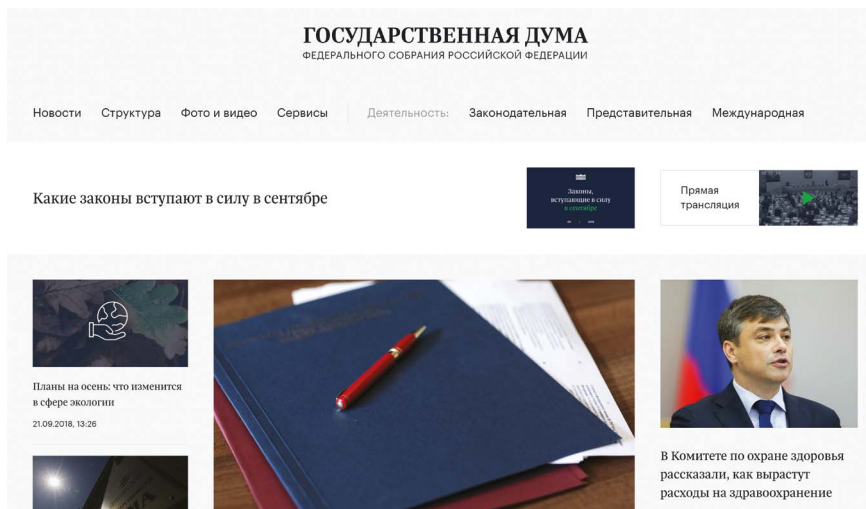 ГОСУДАРСТВЕННАЯ ДУМА
ФЕДЕРАЛЬНОГО СОБРАНИЯ РОССИЙСКОЙ ФЕДЕРАЦИИ
Новости Структура Фото и видео Сервисы Деятельность: Законодательная Представительная Международная
Какие законы вступают в силу в сентябре
Законы,
вступающие в силу
в сентябре
Прямая
трансляция
Планы на осень: что изменится
в сфере экологии
21.09.2018, 13:26
В Комитете по охране здоровья
рассказали, как вырастут
расходы на здравоохранение